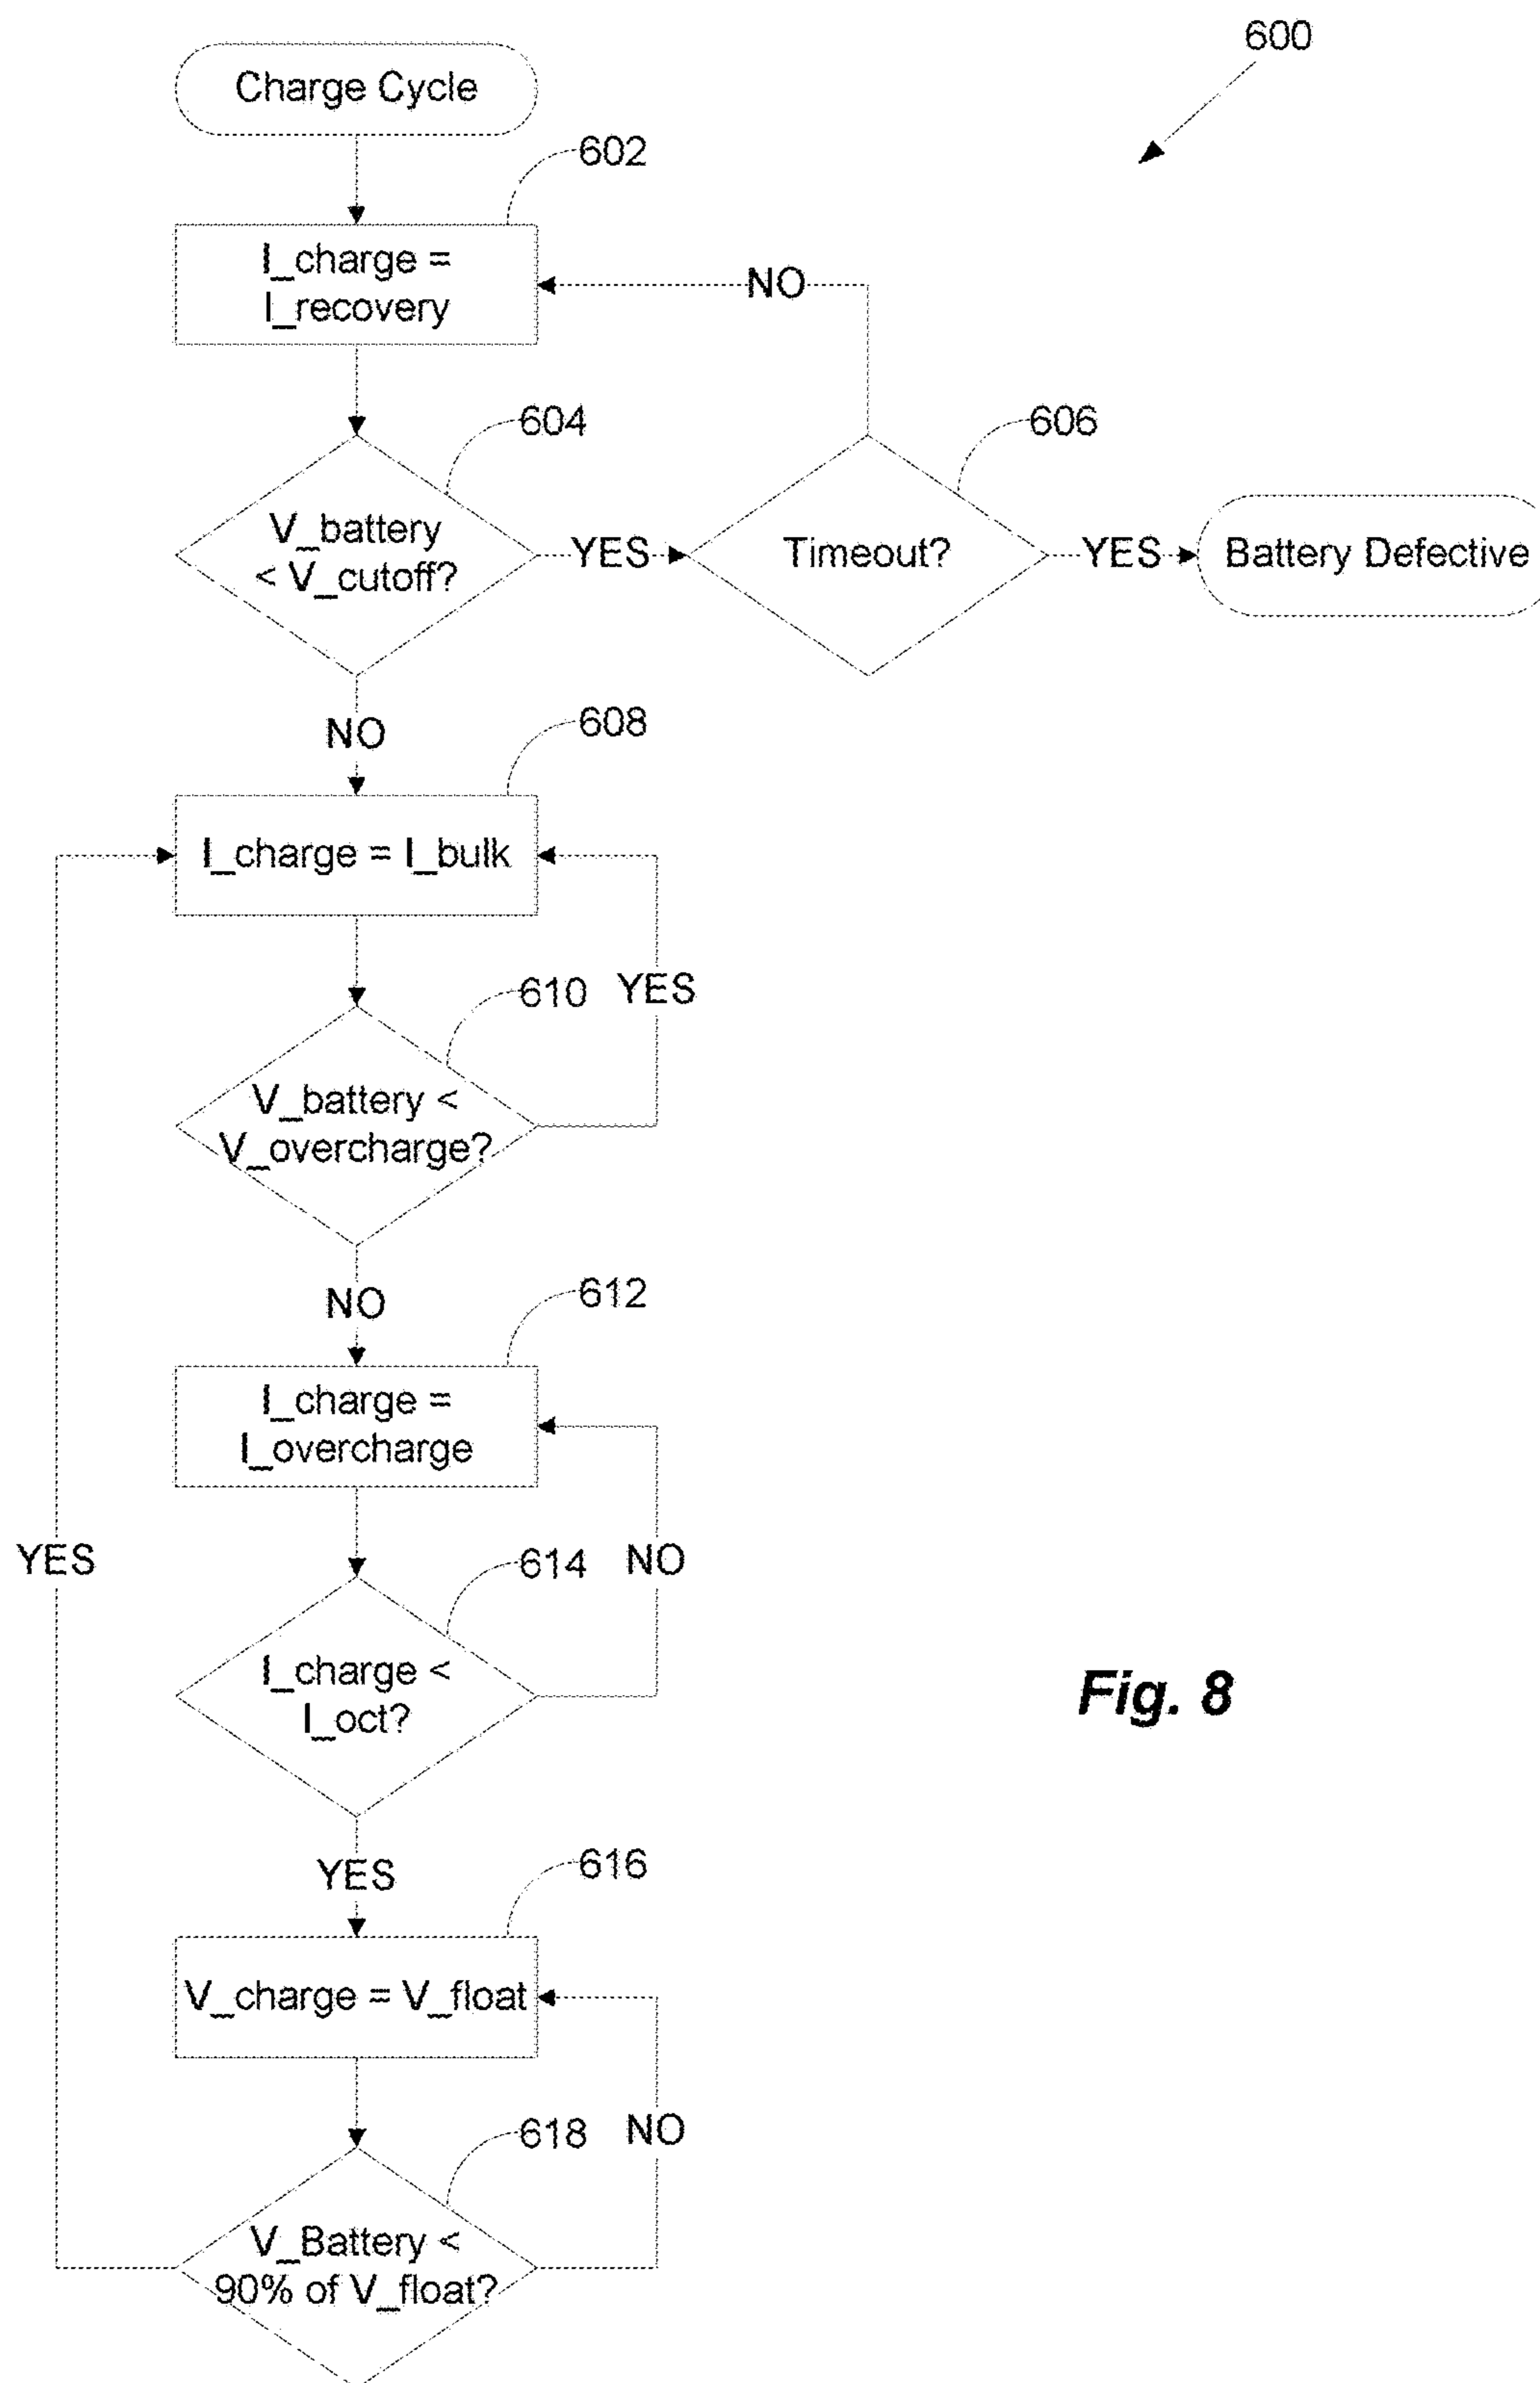 600
Charge Cycle
602
I_charge =
I_recovery
NO
604
606
V_battery
< V_cutoff?
YES
Timeout?
YES
Battery Defective
NO
608
I_charge = I_bulk
610
YES
V_battery <
V_overcharge?
NO
612
I_charge =
I_overcharge
YES
614
NO
I_charge <
I_oct?
Fig. 8
YES
616
V_charge = V_float
618
NO
V_Battery <
90% of V_float?